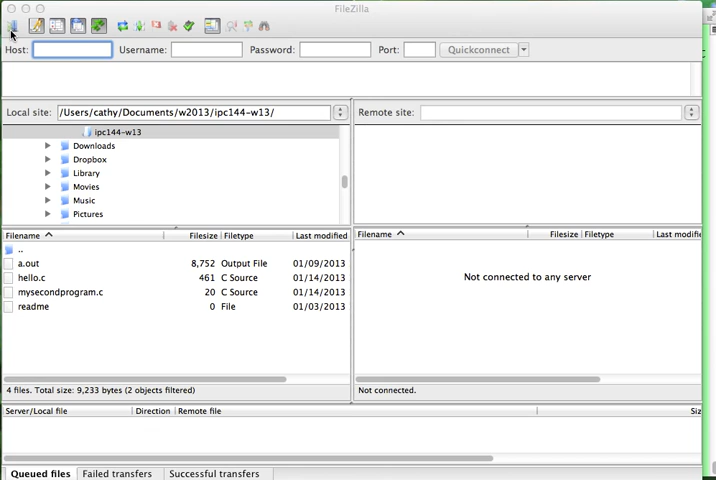 FileZilla
Host: Username: Password: Port: Quickconnect
Local site: /Users/cathy/Documents/w2013/ipc144-w13/
Remote site:
ipc144-w13
Downloads
Dropbox
Library
Movies
Music
Pictures
Filename Filesize Filetype Last modified
..
a.out 8,752 Output File 01/09/2013
hello.c 461 C Source 01/14/2013
mysecondprogram.c 20 C Source 01/14/2013
readme 0 File 01/03/2013
4 files. Total size: 9,233 bytes (2 objects filtered)
Filename Filesize Filetype Last modifie
Not connected to any server
Not connected.
Server/Local file Direction Remote file Siz
Queued files Failed transfers Successful transfers